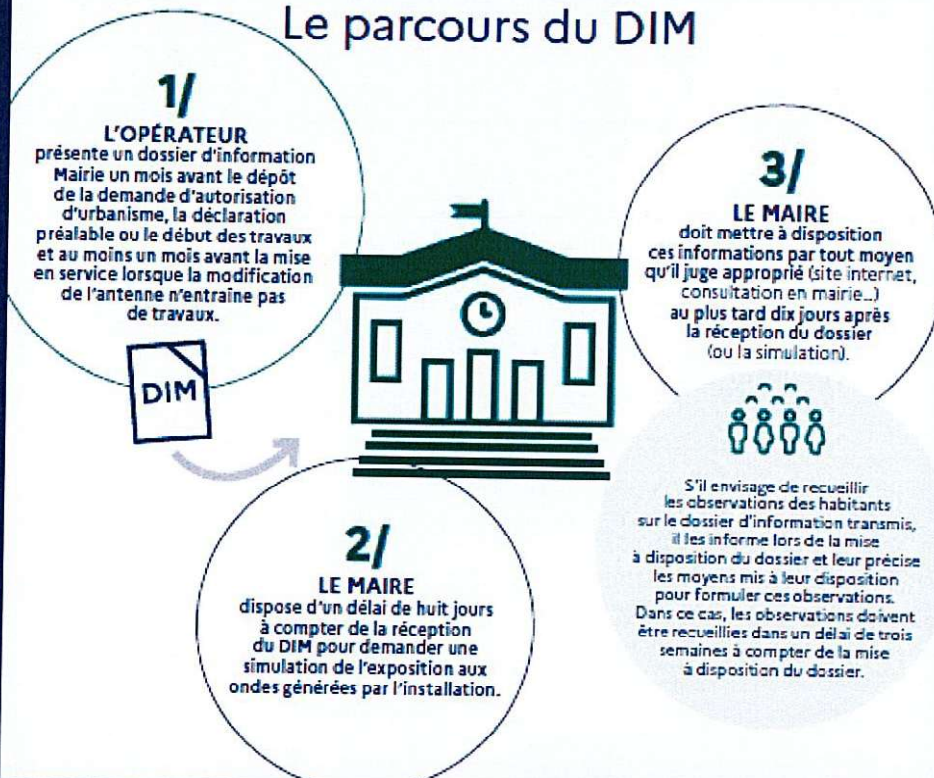 Le parcours du DIM
1/
L'OPÉRATEUR
présente un dossier d'information
Mairie un mois avant le dépôt
de la demande d'autorisation
d'urbanisme, la déclaration
préalable ou le début des travaux
et au moins un mois avant la mise
en service lorsque la modification
de l'antenne n'entraine pas
de travaux.
DIM
2/
LE MAIRE
dispose d'un délai de huit jours
à compter de la réception
du DIM pour demander une
simulation de l'exposition aux
ondes générées par l'installation.
3/
LE MAIRE
doit mettre à disposition
ces informations par tout moyen
qu'il juge approprié (site internet,
consultation en mairie...)
au plus tard dix jours après
la réception du dossier
(ou la simulation).
S'il envisage de recueillir
les observations des habitants
sur le dossier d'information transmis,
il les informe lors de la mise
à disposition du dossier et leur précise
les moyens mis à leur disposition
pour formuler ces observations.
Dans ce cas, les observations doivent
être recueillies dans un délai de trois
semaines à compter de la mise
à disposition du dossier.